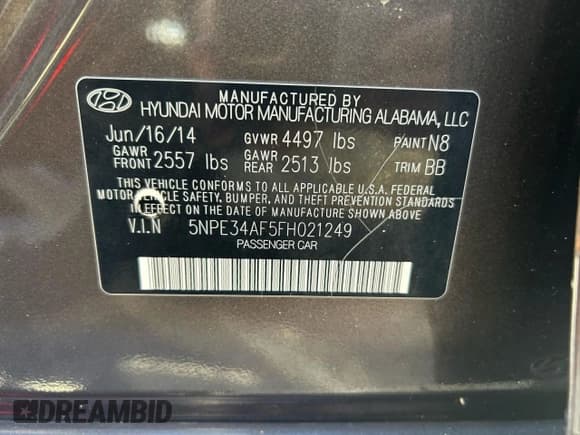 MANUFACTURED BY
HYUNDAI MOTOR MANUFACTURING ALABAMA, LLC
Jun/16/14 GVWR 4497 lbs PAINT N8
GAWR FRONT 2557 lbs GAWR REAR 2513 lbs TRIM BB
THIS VEHICLE CONFORMS TO ALL APPLICABLE U.S.A. FEDERAL
MOTOR VEHICLE SAFETY, BUMPER, AND THEFT PREVENTION STANDARDS
IN EFFECT ON THE DATE OF MANUFACTURE SHOWN ABOVE.
V.I.N 5NPE34AF5FH021249
PASSENGER CAR
DREAMBID